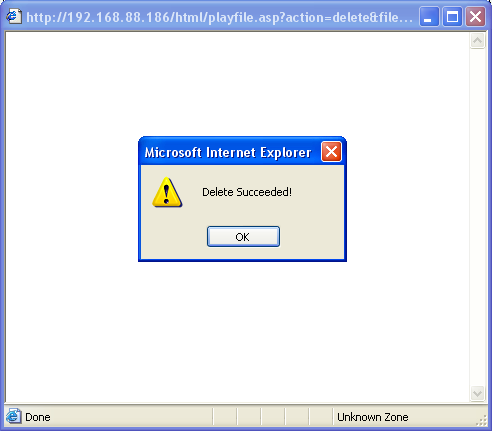 http://192.168.88.186/html/playfile.asp?action=delete&file...
Microsoft Internet Explorer
Delete Succeeded!
OK
Done
Unknown Zone